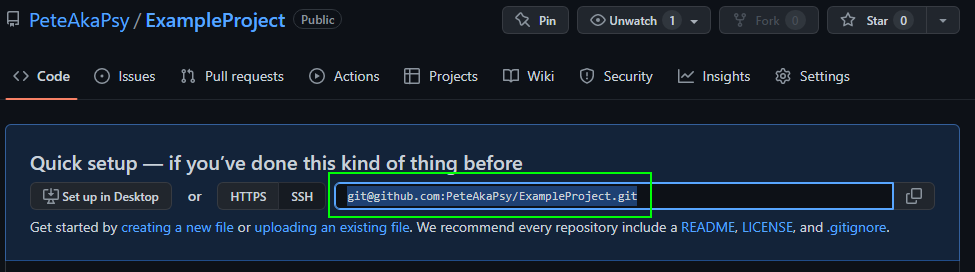 PeteAkaPsy / ExampleProject Public Pin Unwatch 1 Fork 0 Star 0
Code Issues Pull requests Actions Projects Wiki Security Insights Settings
Quick setup — if you’ve done this kind of thing before
Set up in Desktop or HTTPS SSH git@github.com:PeteAkaPsy/ExampleProject.git
Get started by creating a new file or uploading an existing file. We recommend every repository include a README, LICENSE, and .gitignore.